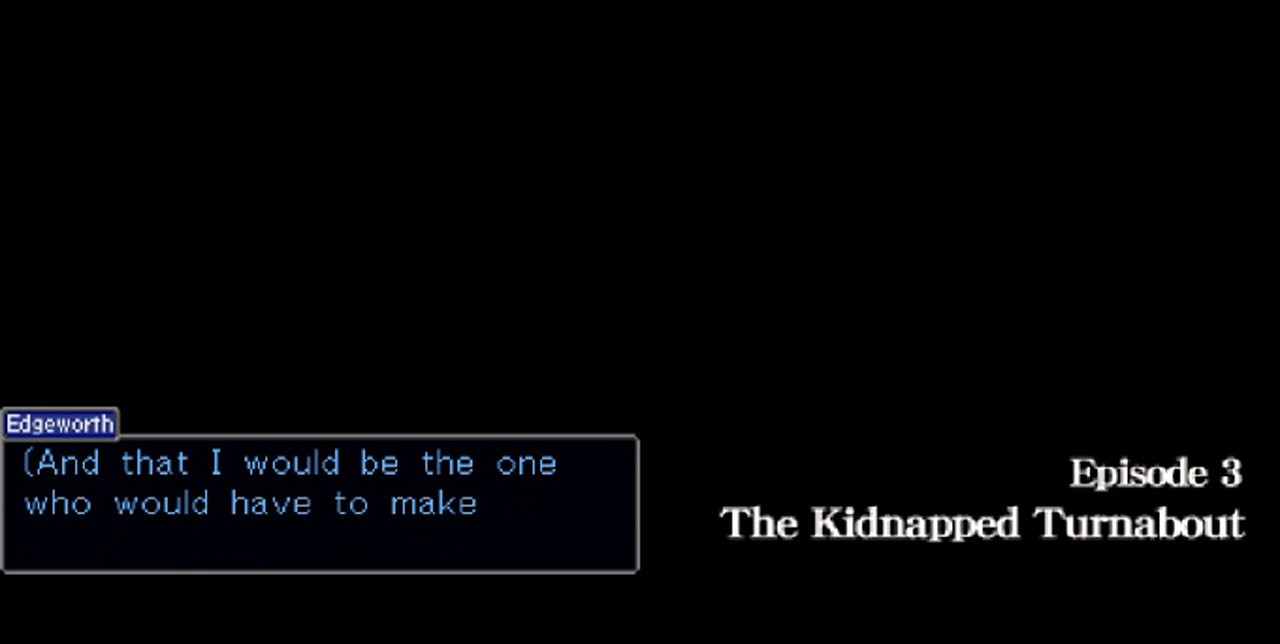 Edgeworth
(And that I would be the one
who would have to make
Episode 3
The Kidnapped Turnabout